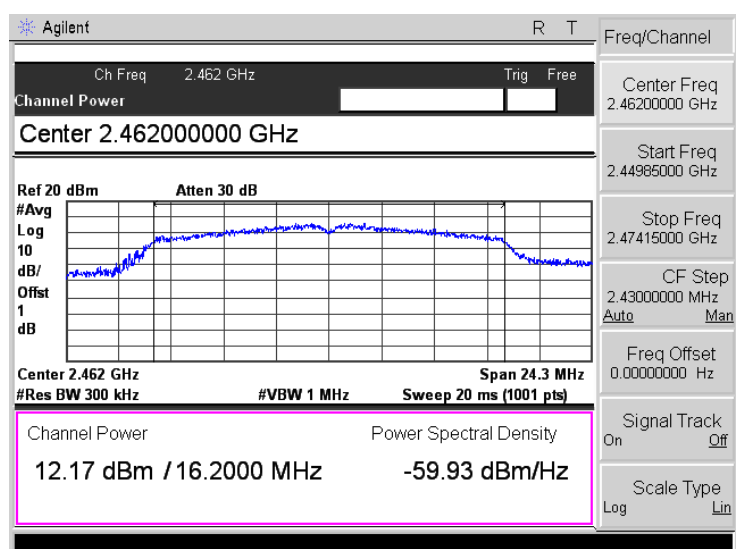 Agilent R T
Ch Freq 2.462 GHz Trig Free
Channel Power
Center 2.462000000 GHz
Ref 20 dBm Atten 30 dB
#Avg
Log
10
dB/
Offst
1
dB
Center 2.462 GHz Span 24.3 MHz
#Res BW 300 kHz #VBW 1 MHz Sweep 20 ms (1001 pts)
Channel Power Power Spectral Density
12.17 dBm / 16.2000 MHz -59.93 dBm/Hz
Freq/Channel
Center Freq
2.46200000 GHz
Start Freq
2.44985000 GHz
Stop Freq
2.47415000 GHz
CF Step
2.43000000 MHz
Auto Man
Freq Offset
0.00000000 Hz
Signal Track
On Off
Scale Type
Log Lin